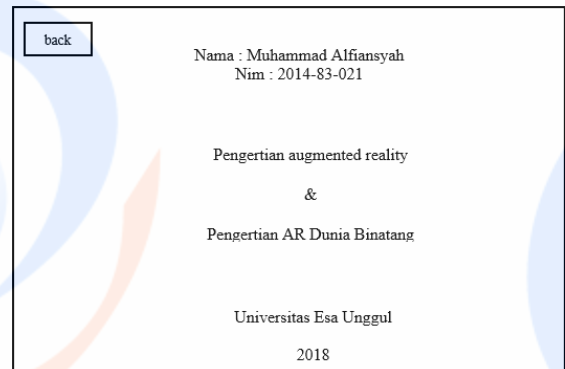 back
Nama : Muhammad Alfiansyah
Nim : 2014-83-021
Pengertian augmented reality
&
Pengertian AR Dunia Binatang
Universitas Esa Unggul
2018